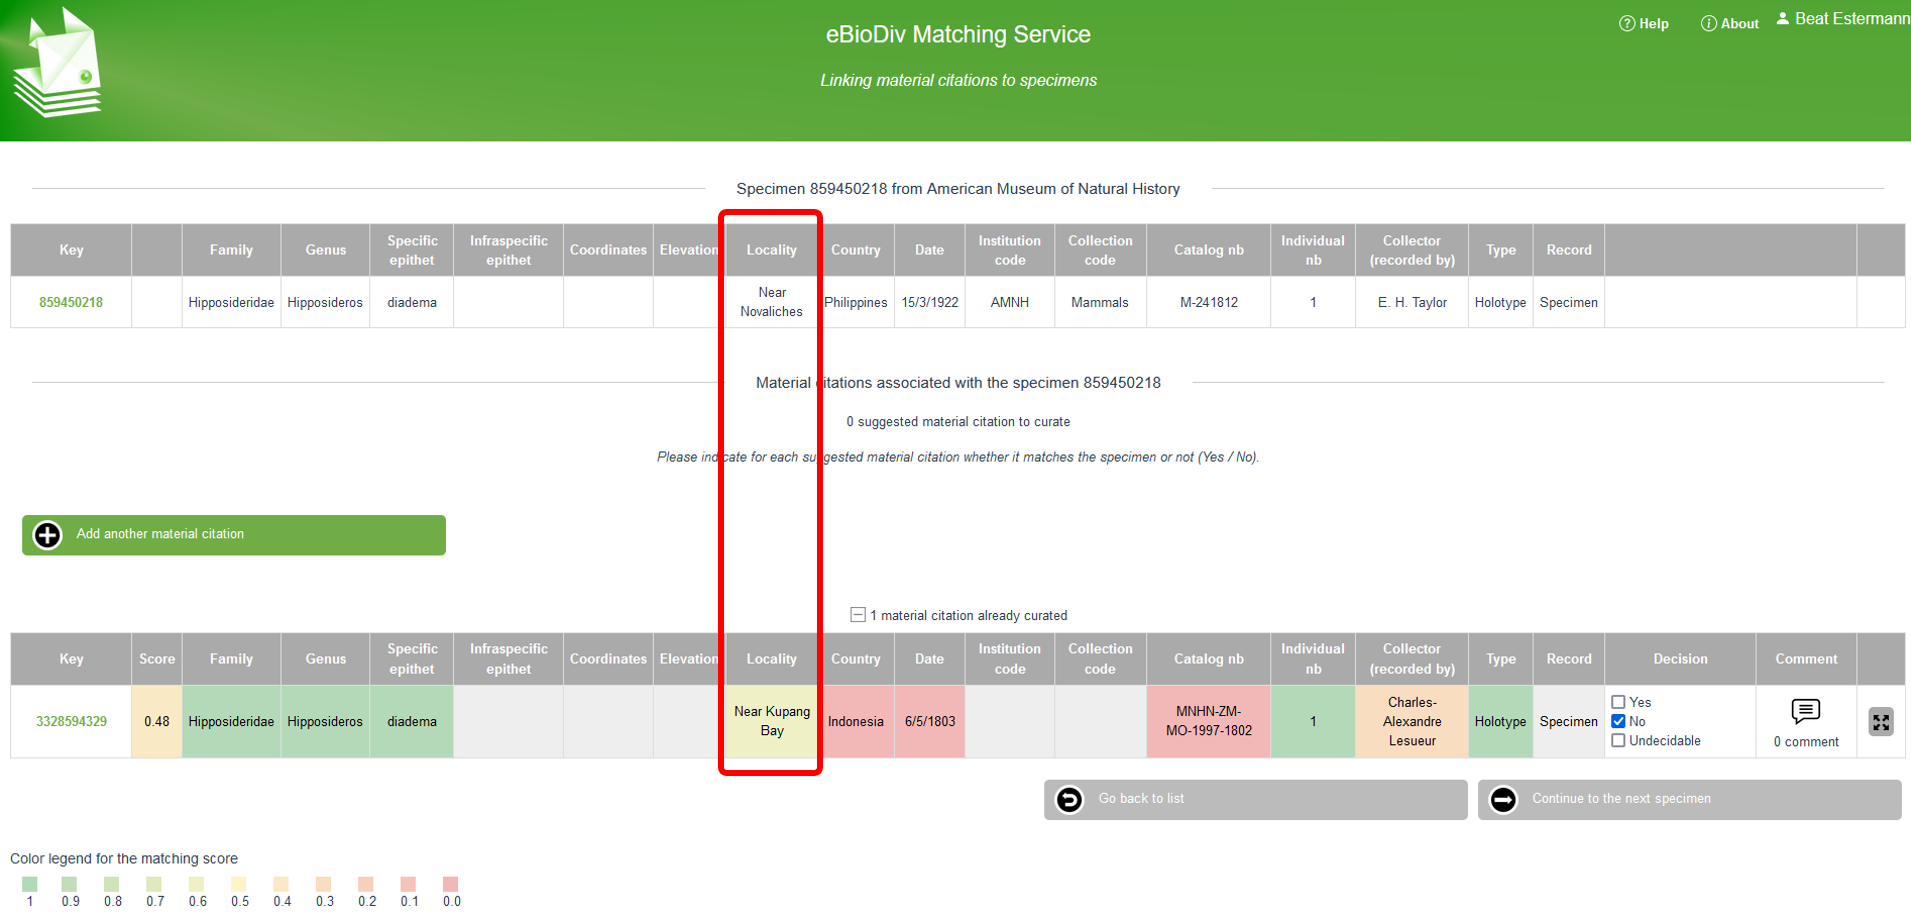 eBioDiv Matching Service
Linking material citations to specimens
Help About Beat Estermann
Specimen 859450218 from American Museum of Natural History
Key Family Genus Specific epithet Infraspecific epithet Coordinates Elevation Locality Country Date Institution code Collection code Catalog nb Individual nb Collector (recorded by) Type Record
859450218 Hipposideridae Hipposideros diadema Near Novaliches Philippines 15/3/1922 AMNH Mammals M-241812 1 E. H. Taylor Holotype Specimen
Material citations associated with the specimen 859450218
0 suggested material citation to curate
Please indicate for each suggested material citation whether it matches the specimen or not (Yes / No).
Add another material citation
1 material citation already curated
Key Score Family Genus Specific epithet Infraspecific epithet Coordinates Elevation Locality Country Date Institution code Collection code Catalog nb Individual nb Collector (recorded by) Type Record Decision Comment
3328594329 0.48 Hipposideridae Hipposideros diadema Near Kupang Bay Indonesia 6/5/1803 MNHN-ZM-MO-1997-1802 1 Charles-Alexandre Lesueur Holotype Specimen Yes No Undecidable 0 comment
Go back to list
Continue to the next specimen
Color legend for the matching score
1 0.9 0.8 0.7 0.6 0.5 0.4 0.3 0.2 0.1 0.0